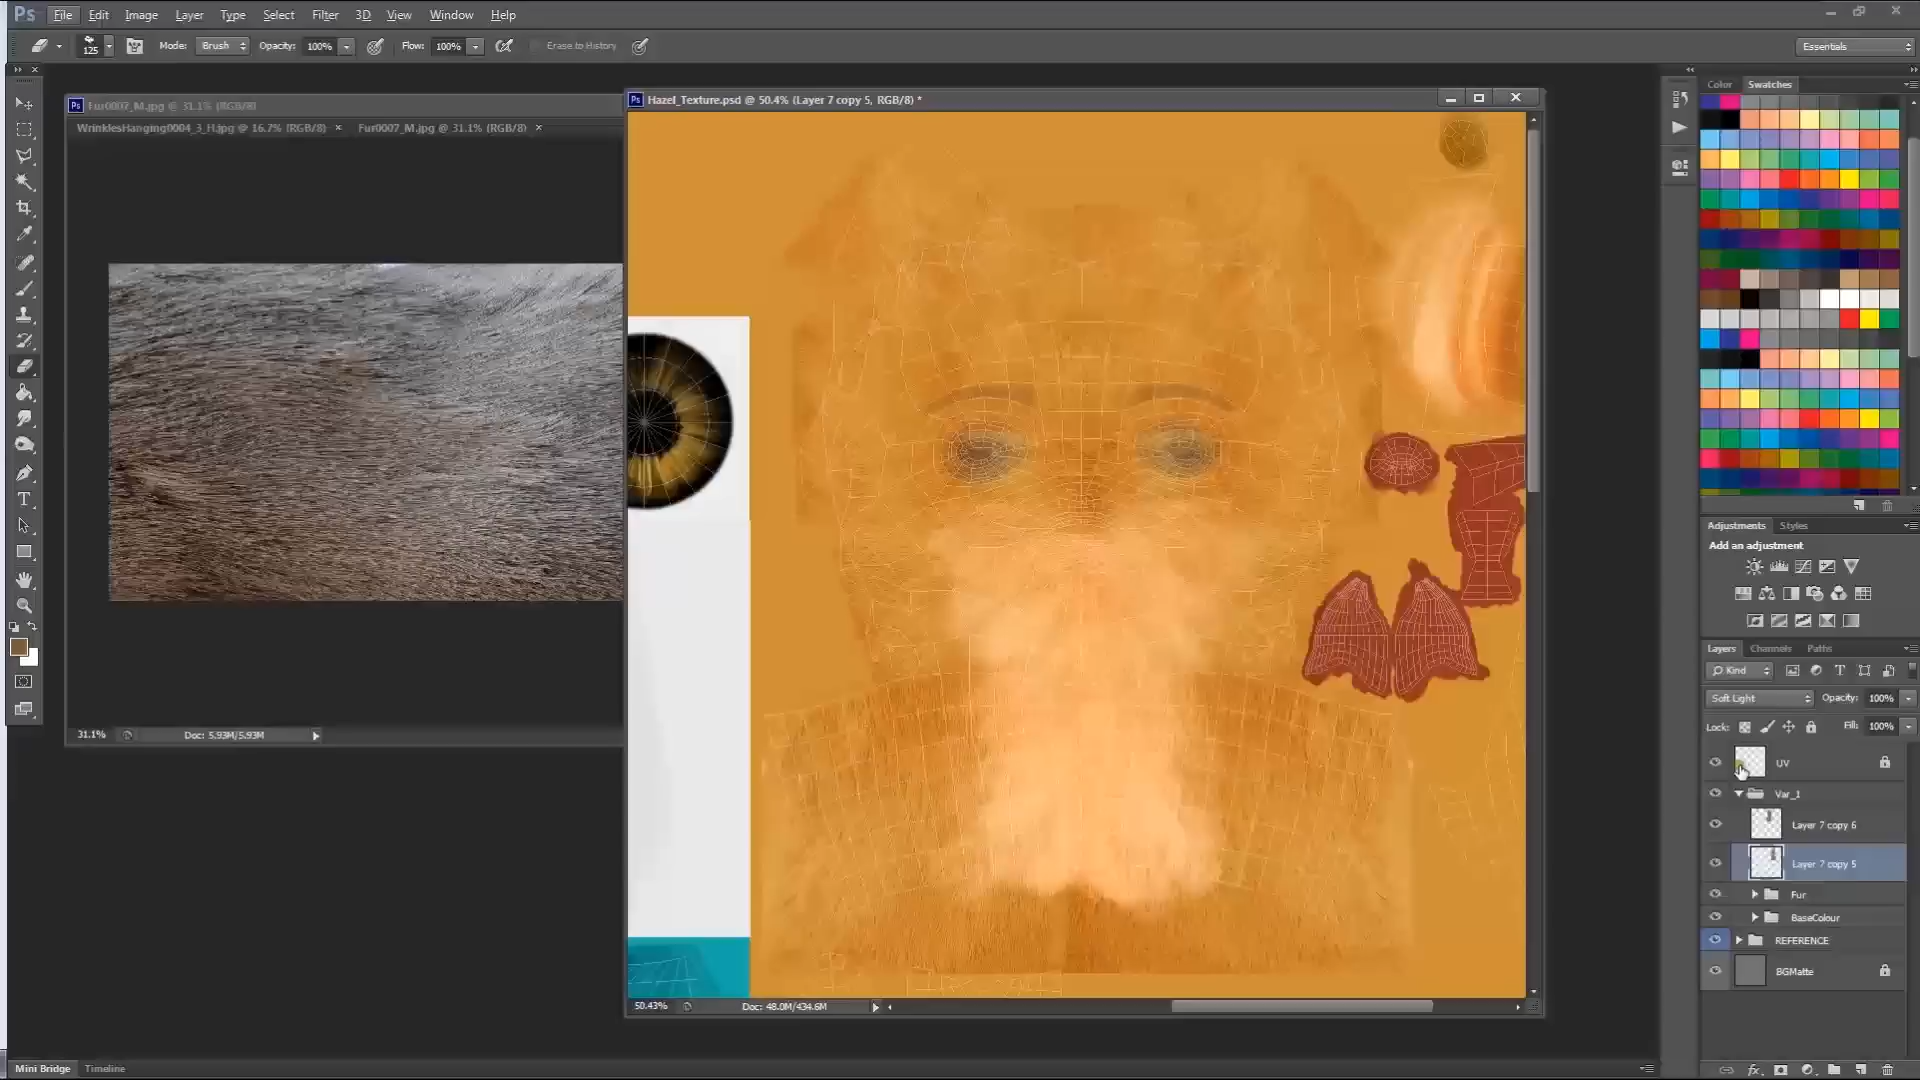 Ps File Edit Image Layer Type Select Filter 3D View Window Help
125 Mode: Brush Opacity: 100% Flow: 100% Erase to History Essentials
Ps Fur0007_M.jpg @ 31.1% (RGB/8)
WrinklesHanging0004_3_H.jpg @ 16.7% (RGB/8) × Fur0007_M.jpg @ 31.1% (RGB/8) ×
31.1% Doc: 5.93M/5.93M
Ps Hazel_Texture.psd @ 50.4% (Layer 7 copy 5, RGB/8) *
50.43% Doc: 48.0M/434.6M
Color Swatches
Adjustments Styles
Add an adjustment
Layers Channels Paths
Kind
Soft Light Opacity: 100%
Lock: Fill: 100%
UV
Var_1
Layer 7 copy 6
Layer 7 copy 5
Fur
BaseColour
REFERENCE
BGMatte
Mini Bridge Timeline